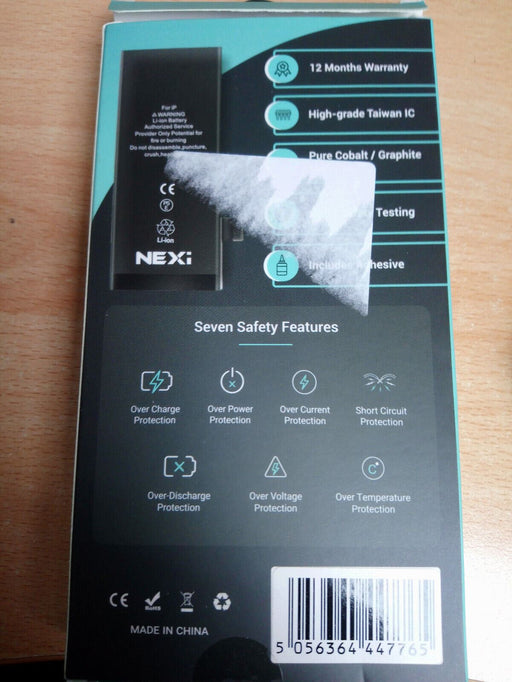 For iP
⚠ WARNING
Li-ion Battery
Authorized Service
Provider Only Potential for
fire or burning
Do not disassemble,puncture,
crush,hea
CE
Li-ion
NEXi
12 Months Warranty
High-grade Taiwan IC
Pure Cobalt / Graphite
Testing
hesive
Seven Safety Features
Over Charge
Protection
Over Power
Protection
Over Current
Protection
Short Circuit
Protection
Over-Discharge
Protection
Over Voltage
Protection
C°
Over Temperature
Protection
CE
RoHS
MADE IN CHINA
5 056364 447765